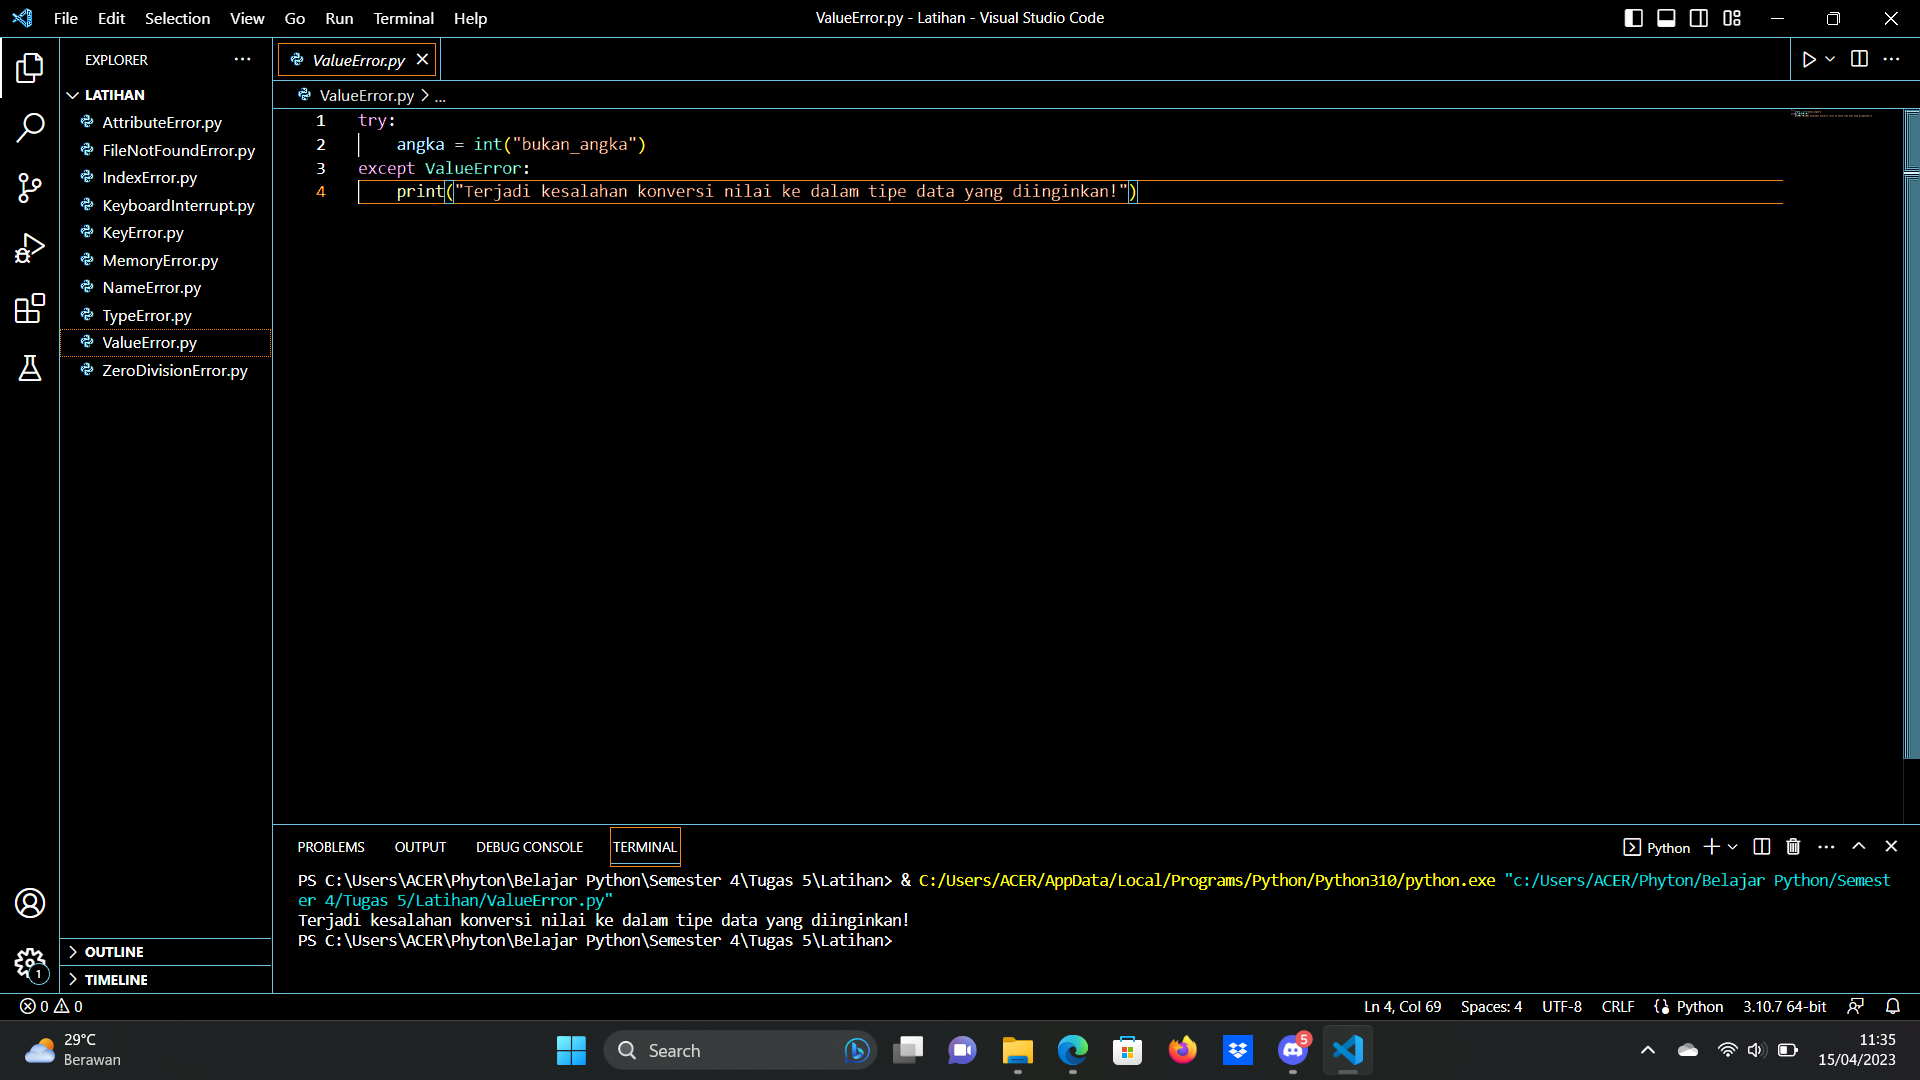 File Edit Selection View Go Run Terminal Help
ValueError.py - Latihan - Visual Studio Code
EXPLORER
LATIHAN
AttributeError.py
FileNotFoundError.py
IndexError.py
KeyboardInterrupt.py
KeyError.py
MemoryError.py
NameError.py
TypeError.py
ValueError.py
ZeroDivisionError.py
OUTLINE
TIMELINE
ValueError.py
ValueError.py > ...
1 try:
2 angka = int("bukan_angka")
3 except ValueError:
4 print("Terjadi kesalahan konversi nilai ke dalam tipe data yang diinginkan!")
PROBLEMS OUTPUT DEBUG CONSOLE TERMINAL
Python
PS C:\Users\ACER\Phyton\Belajar Python\Semester 4\Tugas 5\Latihan> & C:/Users/ACER/AppData/Local/Programs/Python/Python310/python.exe "c:/Users/ACER/Phyton/Belajar Python/Semest
er 4/Tugas 5/Latihan/ValueError.py"
Terjadi kesalahan konversi nilai ke dalam tipe data yang diinginkan!
PS C:\Users\ACER\Phyton\Belajar Python\Semester 4\Tugas 5\Latihan>
1
0 0
Ln 4, Col 69 Spaces: 4 UTF-8 CRLF Python 3.10.7 64-bit
29°C
Berawan
Search
5
11:35
15/04/2023